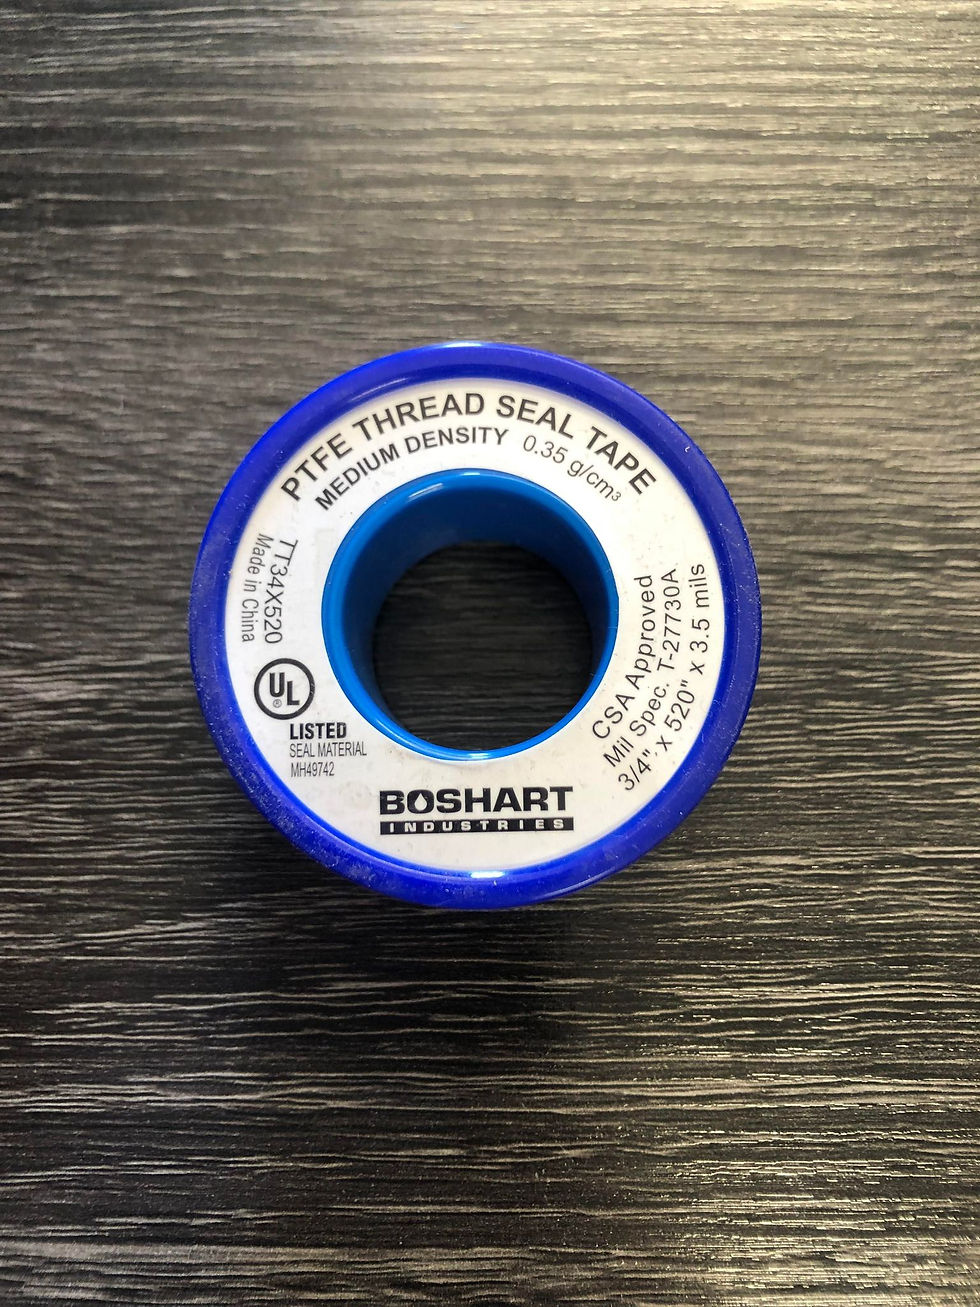 PTFE THREAD SEAL TAPE
MEDIUM DENSITY 0.35 g/cm³
CSA Approved
Mil Spec. T-27730A
3/4" x 520" x 3.5 mils
TT34X520
Made in China
UL
®
LISTED
SEAL MATERIAL
MH49742
BOSHART
INDUSTRIES